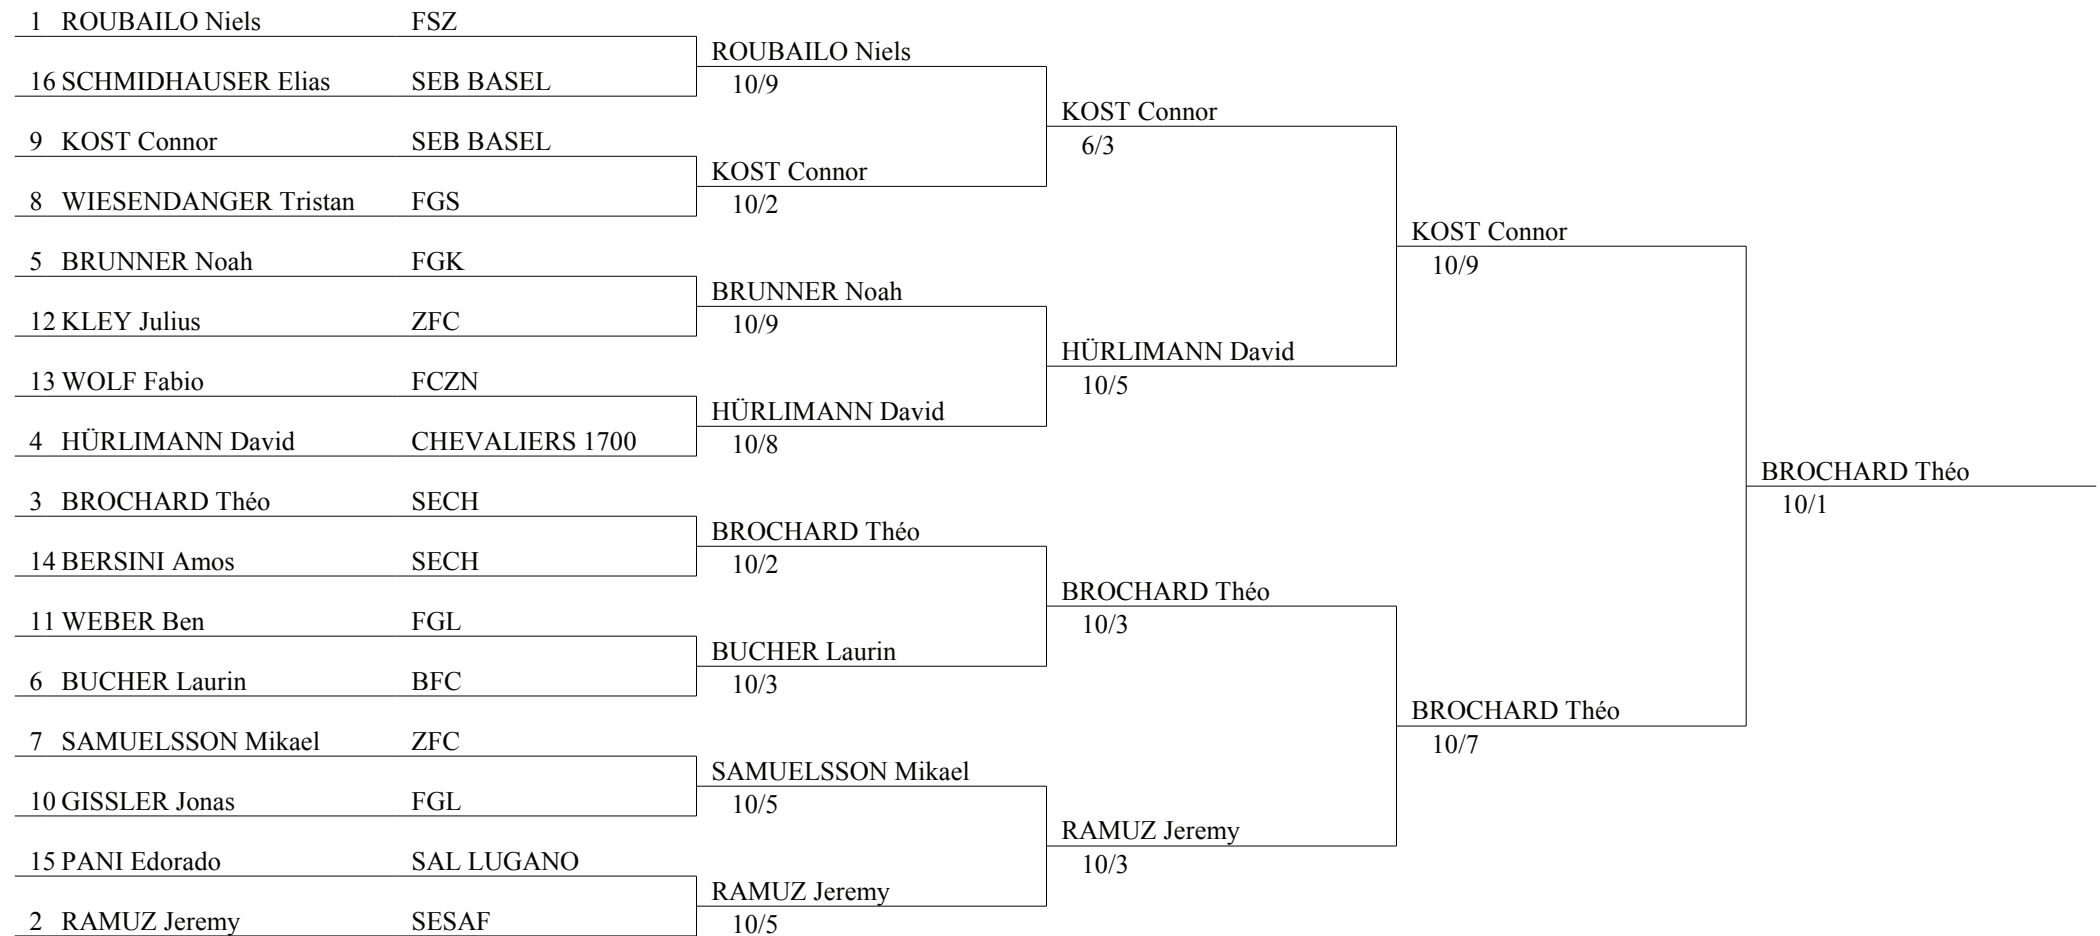 1 ROUBAILO Niels FSZ
ROUBAILO Niels
16 SCHMIDHAUSER Elias SEB BASEL
10/9
KOST Connor
9 KOST Connor SEB BASEL
6/3
KOST Connor
8 WIESENDANGER Tristan FGS
10/2
KOST Connor
5 BRUNNER Noah FGK
10/9
BRUNNER Noah
12 KLEY Julius ZFC
10/9
HÜRLIMANN David
13 WOLF Fabio FCZN
10/5
HÜRLIMANN David
4 HÜRLIMANN David CHEVALIERS 1700
10/8
BROCHARD Théo
3 BROCHARD Théo SECH
10/1
BROCHARD Théo
14 BERSINI Amos SECH
10/2
BROCHARD Théo
11 WEBER Ben FGL
10/3
BUCHER Laurin
6 BUCHER Laurin BFC
10/3
BROCHARD Théo
7 SAMUELSSON Mikael ZFC
10/7
SAMUELSSON Mikael
10 GISSLER Jonas FGL
10/5
RAMUZ Jeremy
15 PANI Edorado SAL LUGANO
10/3
RAMUZ Jeremy
2 RAMUZ Jeremy SESAF
10/5